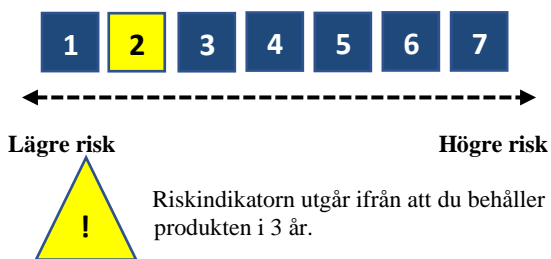 1 2 3 4 5 6 7
Lägre risk Högre risk
! Riskindikatorn utgår ifrån att du behåller
produkten i 3 år.